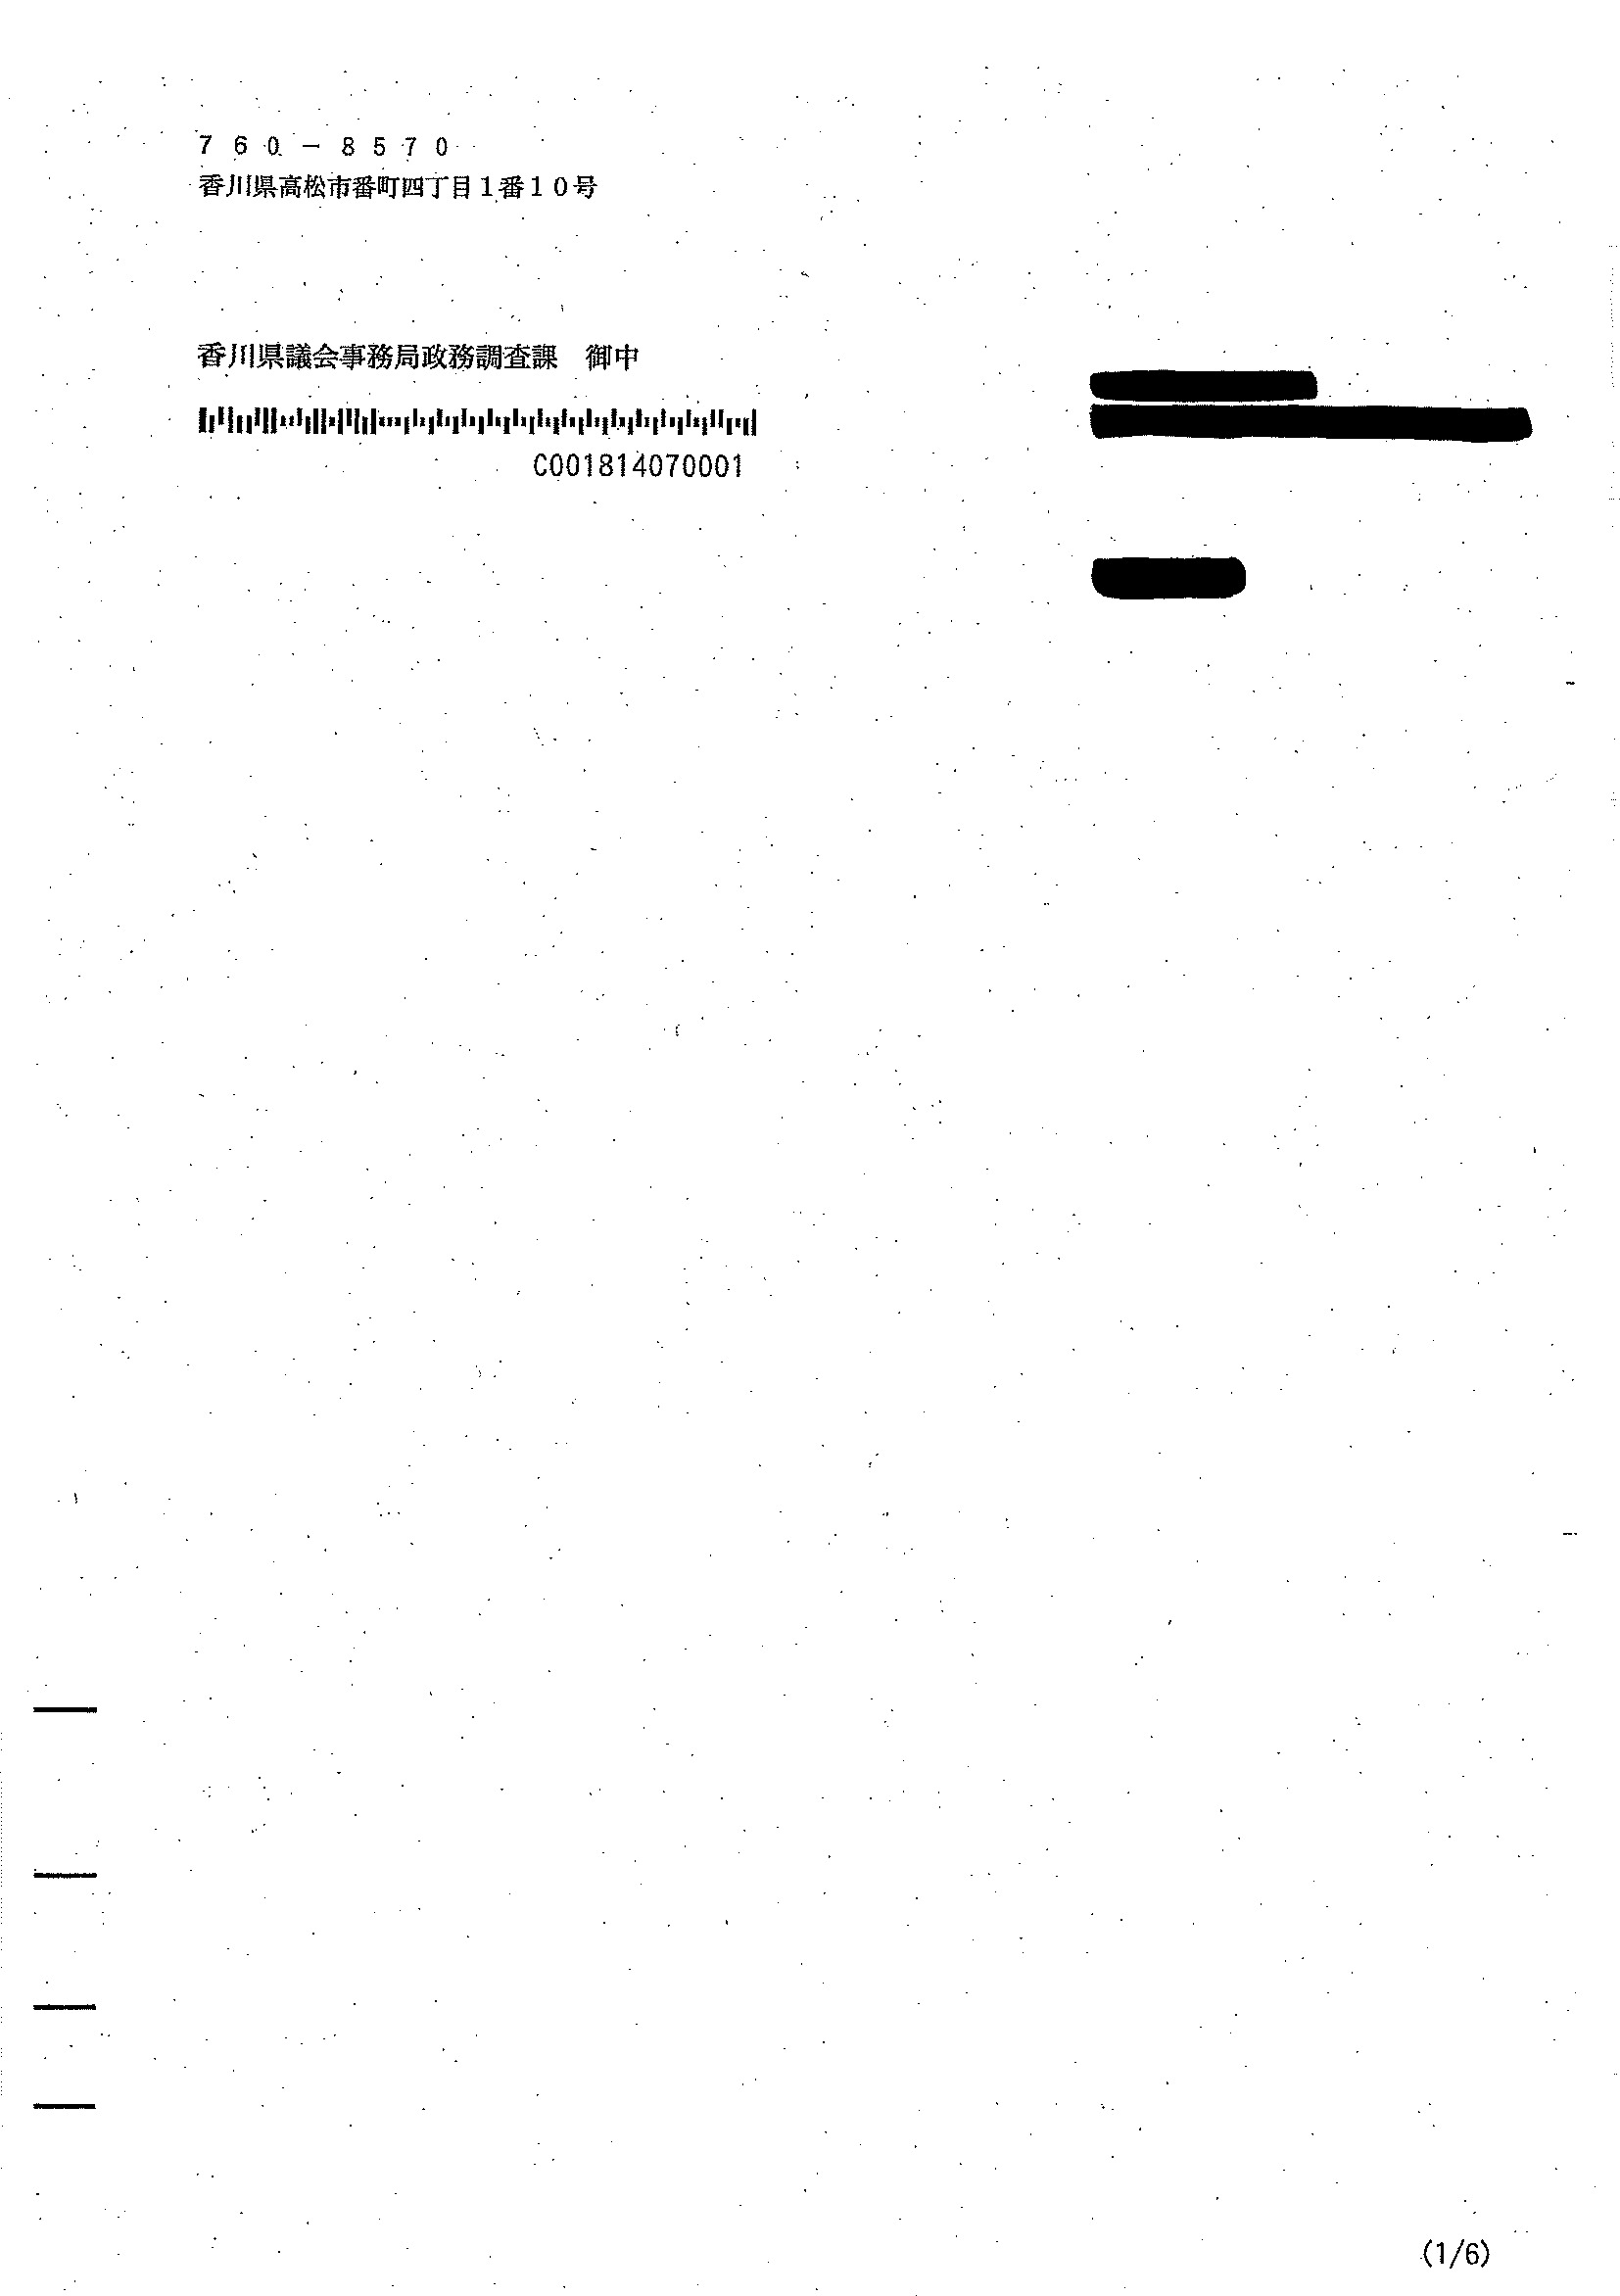 ７６０－８５７０
香川県高松市番町四丁目１番１０号
香川県議会事務局政務調査課　御中
C001814070001
(1/6)